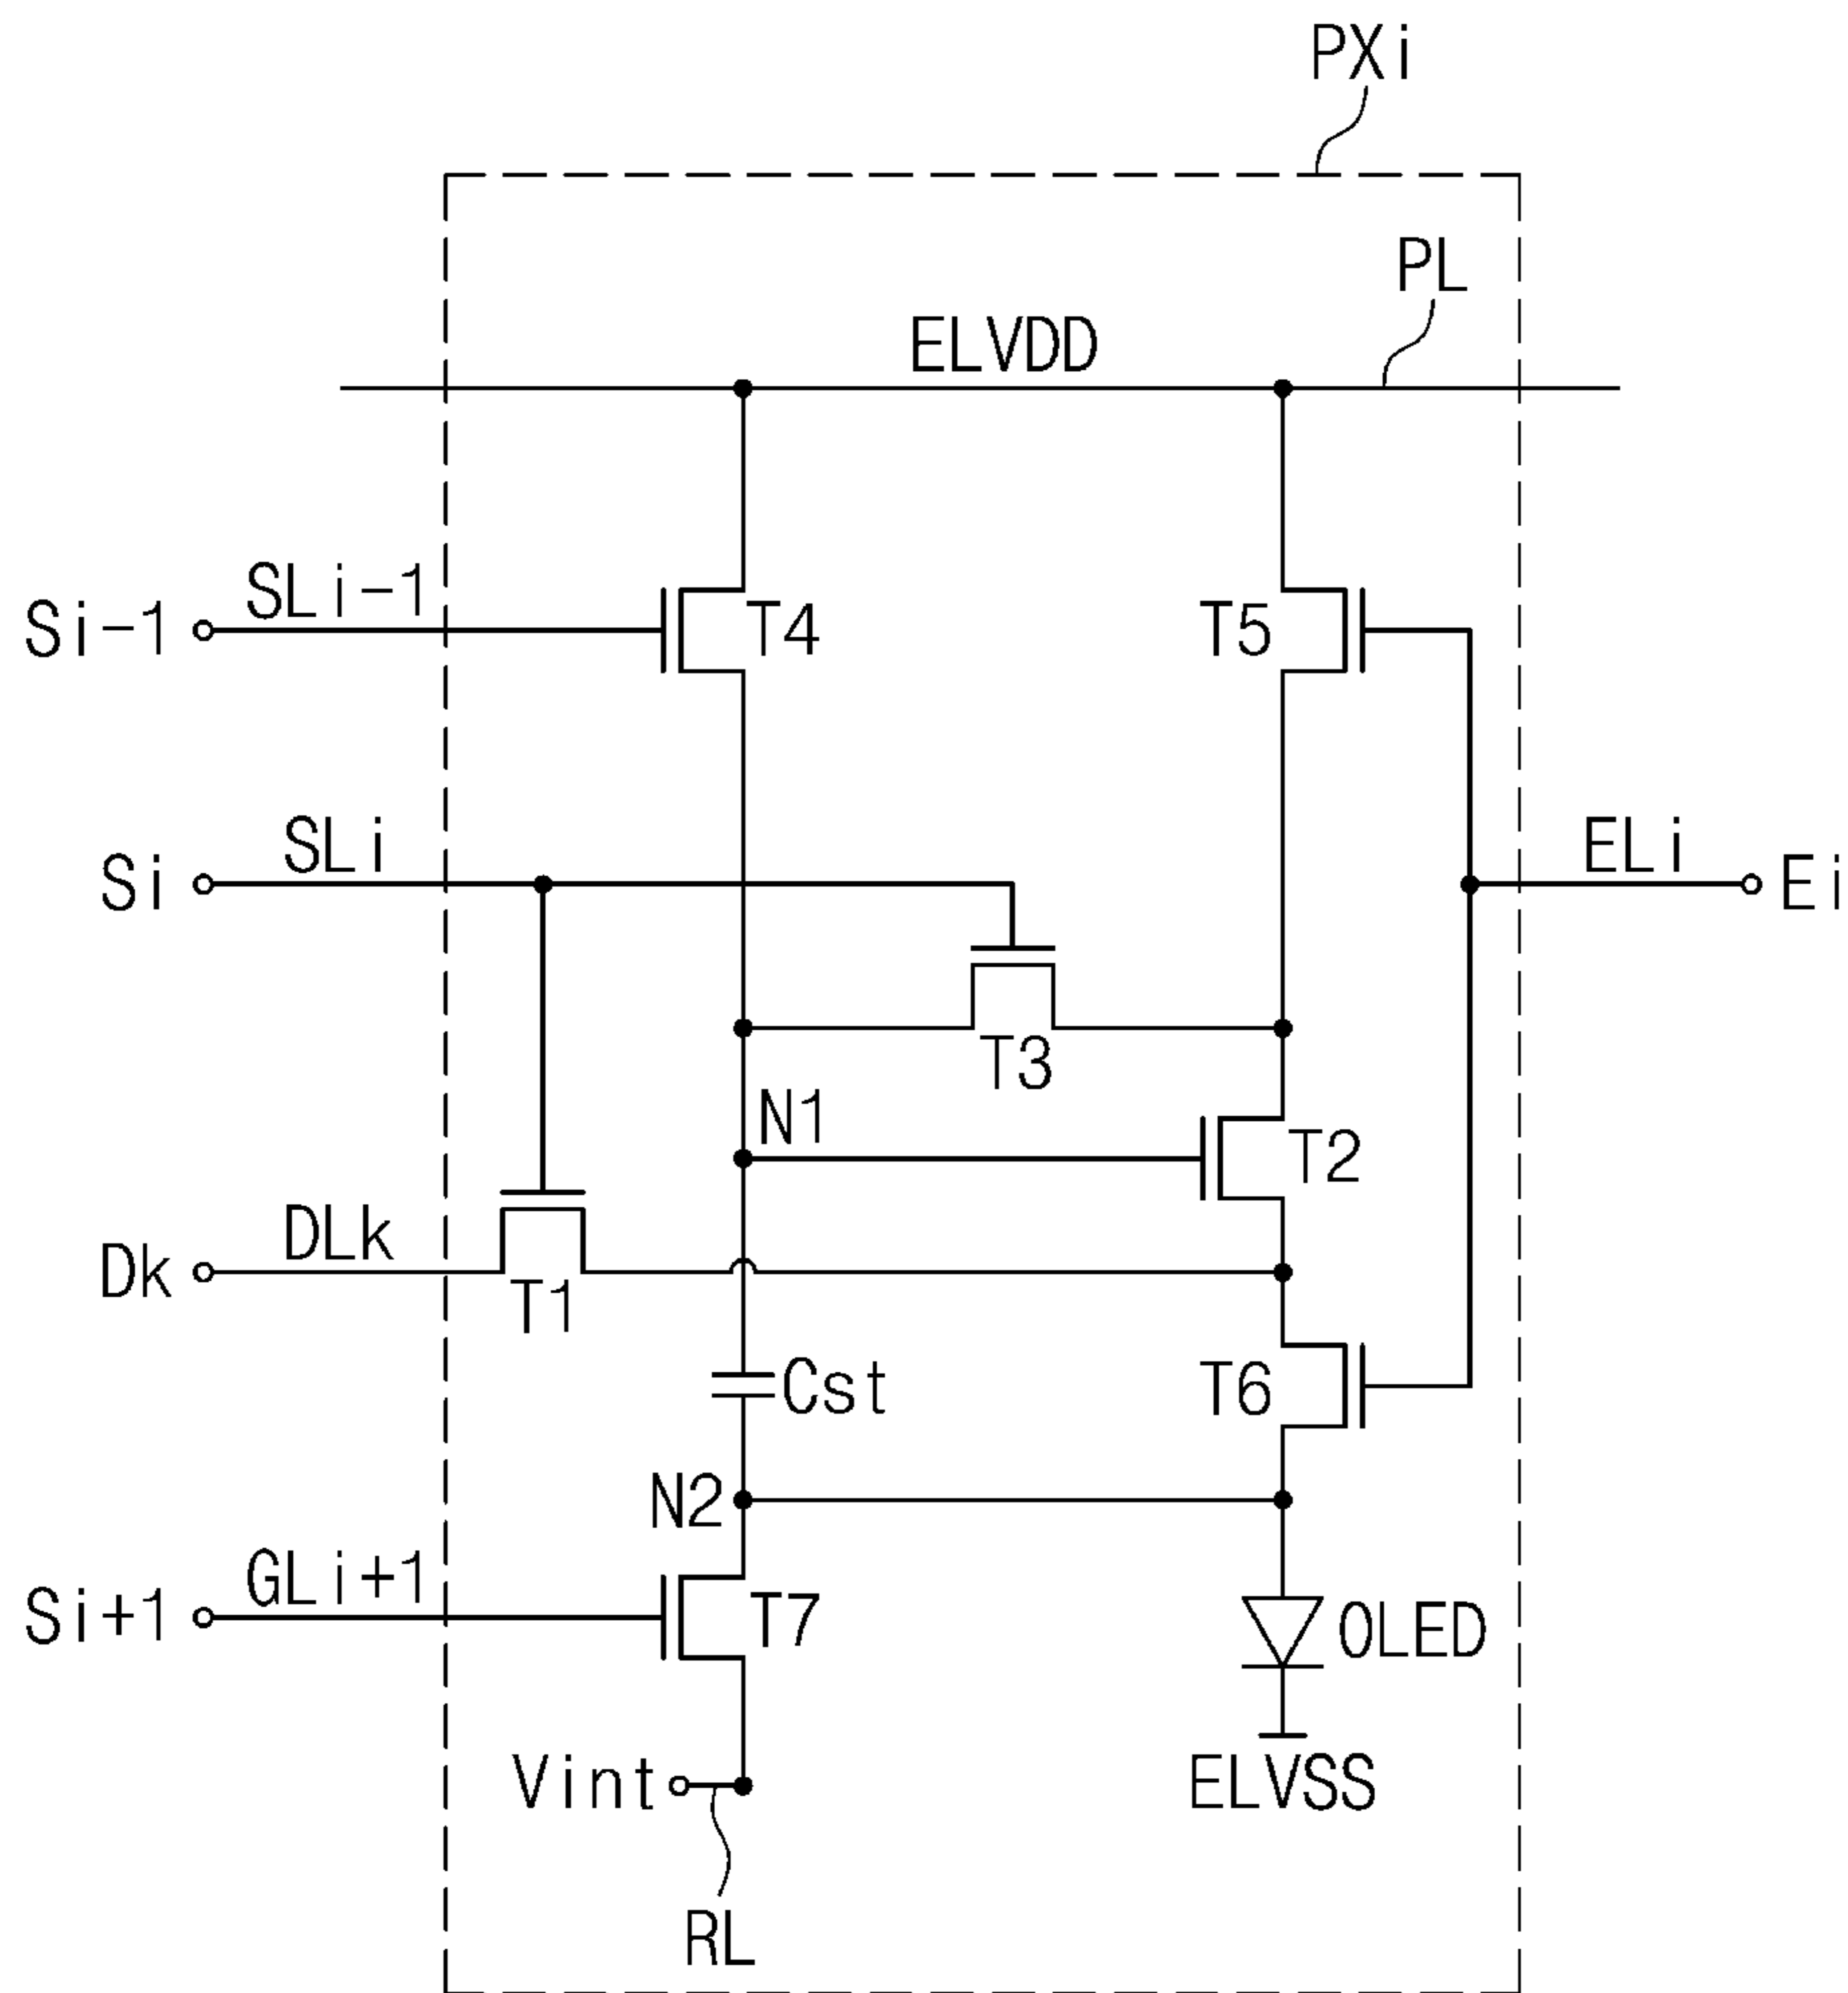 PXi
PL
ELVDD
SLi-1
Si-1
T4
T5
SLi
Si
ELi
Ei
T3
N1
T2
DLk
Dk
T1
Cst
T6
N2
GLi+1
Si+1
T7
OLED
Vint
ELVSS
RL